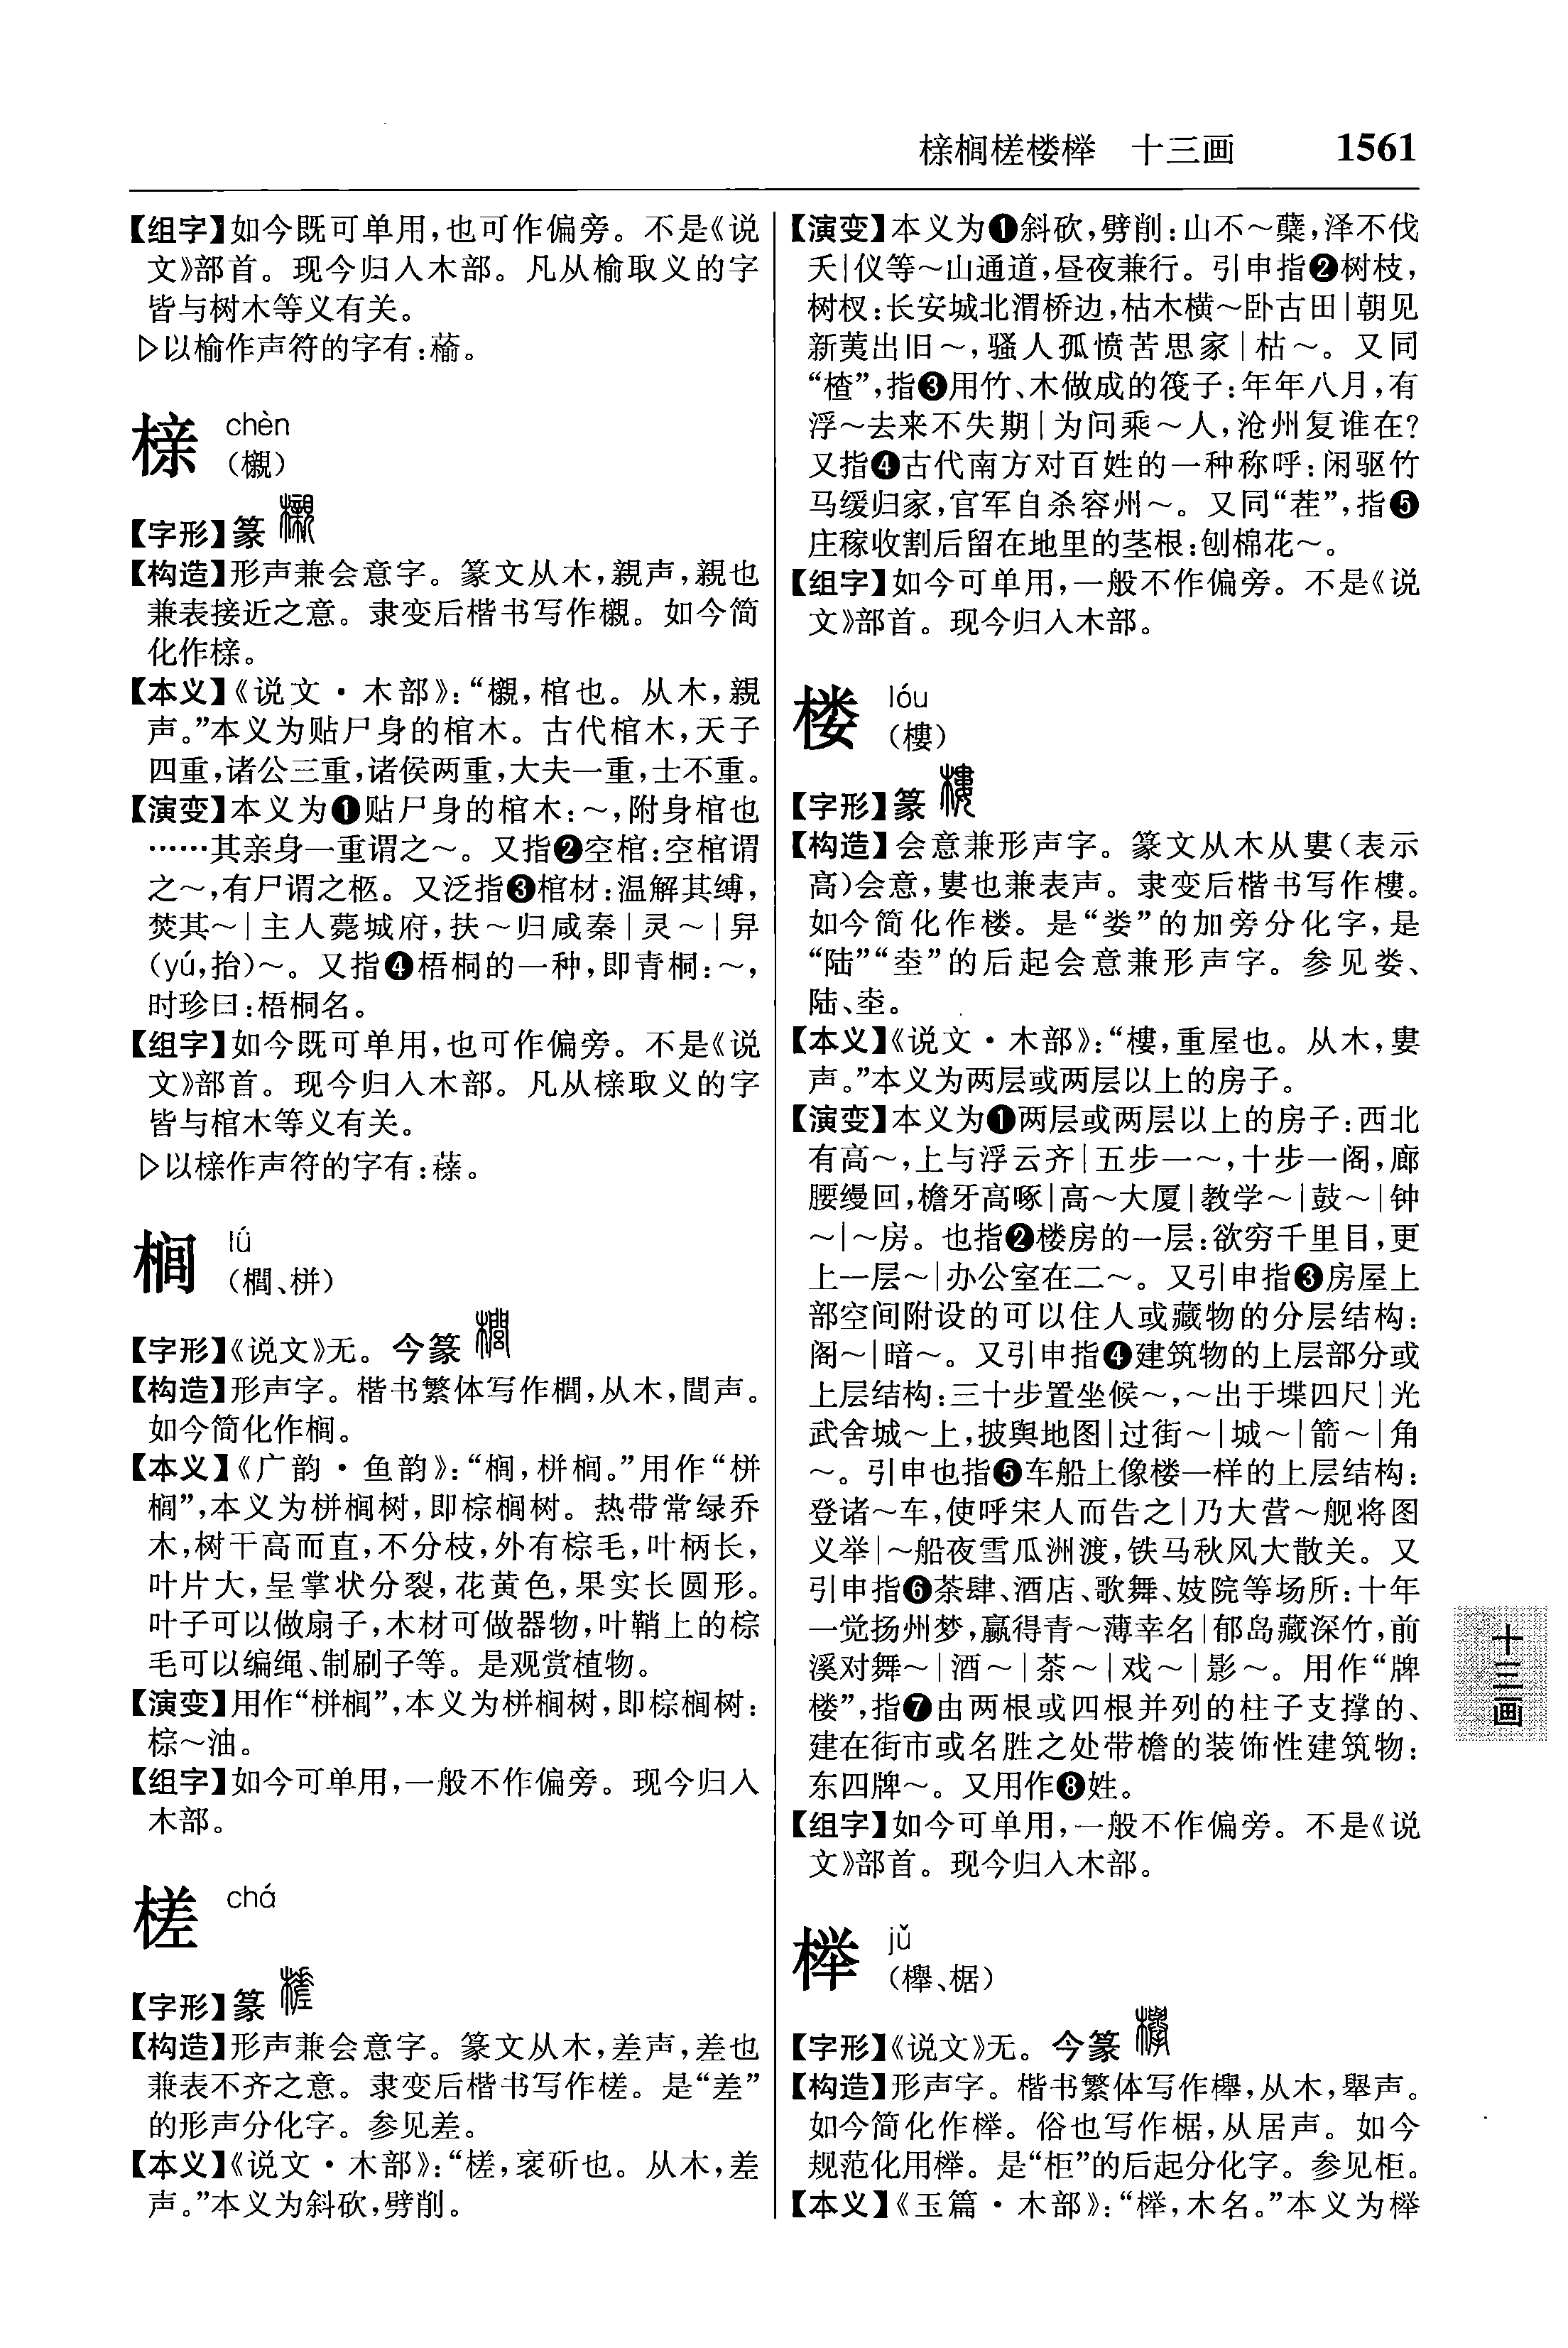 榇榈槎楼榉　十三画　1561
【组字】如今既可单用，也可作偏旁。不是《说
文》部首。现今归入木部。凡从榆取义的字
皆与树木等义有关。
▷以榆作声符的字有：蕍。
榇 chèn
（櫬）
【字形】篆
【构造】形声兼会意字。篆文从木，親声，親也
兼表接近之意。隶变后楷书写作櫬。如今简
化作榇。
【本义】《说文·木部》：“櫬，棺也。从木，親
声。”本义为贴尸身的棺木。古代棺木，天子
四重，诸公三重，诸侯两重，大夫一重，士不重。
【演变】本义为❶贴尸身的棺木：～，附身棺也
……其亲身一重谓之～。又指❷空棺：空棺谓
之～，有尸谓之柩。又泛指❸棺材：温解其缚，
焚其～｜主人薨城府，扶～归咸秦｜灵～｜舁
（yú，抬）～。又指❹梧桐的一种，即青桐：～，
时珍曰：梧桐名。
【组字】如今既可单用，也可作偏旁。不是《说
文》部首。现今归入木部。凡从榇取义的字
皆与棺木等义有关。
▷以榇作声符的字有：
榈 lǘ
（櫚、栟）
【字形】《说文》无。今篆
【构造】形声字。楷书繁体写作櫚，从木，閭声。
如今简化作榈。
【本义】《广韵·鱼韵》：“榈，栟榈。”用作“栟
榈”，本义为栟榈树，即棕榈树。热带常绿乔
木，树干高而直，不分枝，外有棕毛，叶柄长，
叶片大，呈掌状分裂，花黄色，果实长圆形。
叶子可以做扇子，木材可做器物，叶鞘上的棕
毛可以编绳、制刷子等。是观赏植物。
【演变】用作“栟榈”，本义为栟榈树，即棕榈树：
棕～油。
【组字】如今可单用，一般不作偏旁。现今归入
木部。
槎 chá
【字形】篆
【构造】形声兼会意字。篆文从木，差声，差也
兼表不齐之意。隶变后楷书写作槎。是“差”
的形声分化字。参见差。
【本义】《说文·木部》：“槎，衺斫也。从木，差
声。”本义为斜砍，劈削。
【演变】本义为❶斜砍，劈削：山不～蘖，泽不伐
夭｜仪等～山通道，昼夜兼行。引申指❷树枝，
树杈：长安城北渭桥边，枯木横～卧古田｜朝见
新荑出旧～，骚人孤愤苦思家｜枯～。又同
“楂”，指❸用竹、木做成的筏子：年年八月，有
浮～去来不失期｜为问乘～人，沧州复谁在？
又指❹古代南方对百姓的一种称呼：闲驱竹
马缓归家，官军自杀容州～。又同“茬”，指❺
庄稼收割后留在地里的茎根：刨棉花～。
【组字】如今可单用，一般不作偏旁。不是《说
文》部首。现今归入木部。
楼 lóu
（樓）
【字形】篆
【构造】会意兼形声字。篆文从木从婁（表示
高）会意，婁也兼表声。隶变后楷书写作樓。
如今简化作楼。是“娄”的加旁分化字，是
“陆”“坴”的后起会意兼形声字。参见娄、
陆、坴。
【本义】《说文·木部》：“樓，重屋也。从木，婁
声。”本义为两层或两层以上的房子。
【演变】本义为❶两层或两层以上的房子：西北
有高～，上与浮云齐｜五步一～，十步一阁，廊
腰缦回，檐牙高啄｜高～大厦｜教学～｜鼓～｜钟
～｜～房。也指❷楼房的一层：欲穷千里目，更
上一层～｜办公室在二～。又引申指❸房屋上
部空间附设的可以住人或藏物的分层结构：
阁～｜暗～。又引申指❹建筑物的上层部分或
上层结构：三十步置坐候～，～出于堞四尺｜光
武舍城～上，披舆地图｜过街～｜城～｜箭～｜角
～。引申也指❺车船上像楼一样的上层结构：
登诸～车，使呼宋人而告之｜乃大营～舰将图
义举｜～船夜雪瓜洲渡，铁马秋风大散关。又
引申指❻茶肆、酒店、歌舞、妓院等场所：十年
一觉扬州梦，赢得青～薄幸名｜郁岛藏深竹，前
溪对舞～｜酒～｜茶～｜戏～｜影～。用作“牌
楼”，指❼由两根或四根并列的柱子支撑的、
建在街市或名胜之处带檐的装饰性建筑物：
东四牌～。又用作❽姓。
【组字】如今可单用，一般不作偏旁。不是《说
文》部首。现今归入木部。
榉 jǔ
（櫸、椐）
【字形】《说文》无。今篆
【构造】形声字。楷书繁体写作櫸，从木，舉声。
如今简化作榉。俗也写作椐，从居声。如今
规范化用榉。是“柜”的后起分化字。参见柜。
【本义】《玉篇·木部》：“榉，木名。”本义为榉
十三画